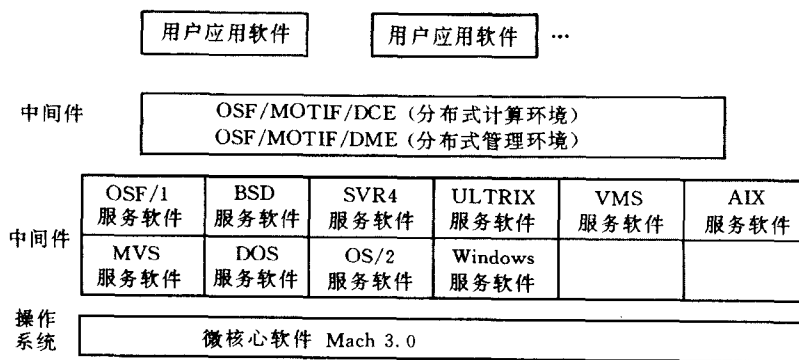 用户应用软件 用户应用软件 …
中间件
OSF/MOTIF/DCE (分布式计算环境)
OSF/MOTIF/DME (分布式管理环境)
中间件
OSF/1 BSD SVR4 ULTRIX VMS AIX
服务软件 服务软件 服务软件 服务软件 服务软件 服务软件
MVS DOS OS/2 Windows
服务软件 服务软件 服务软件 服务软件
操作
系统
微核心软件 Mach 3.0